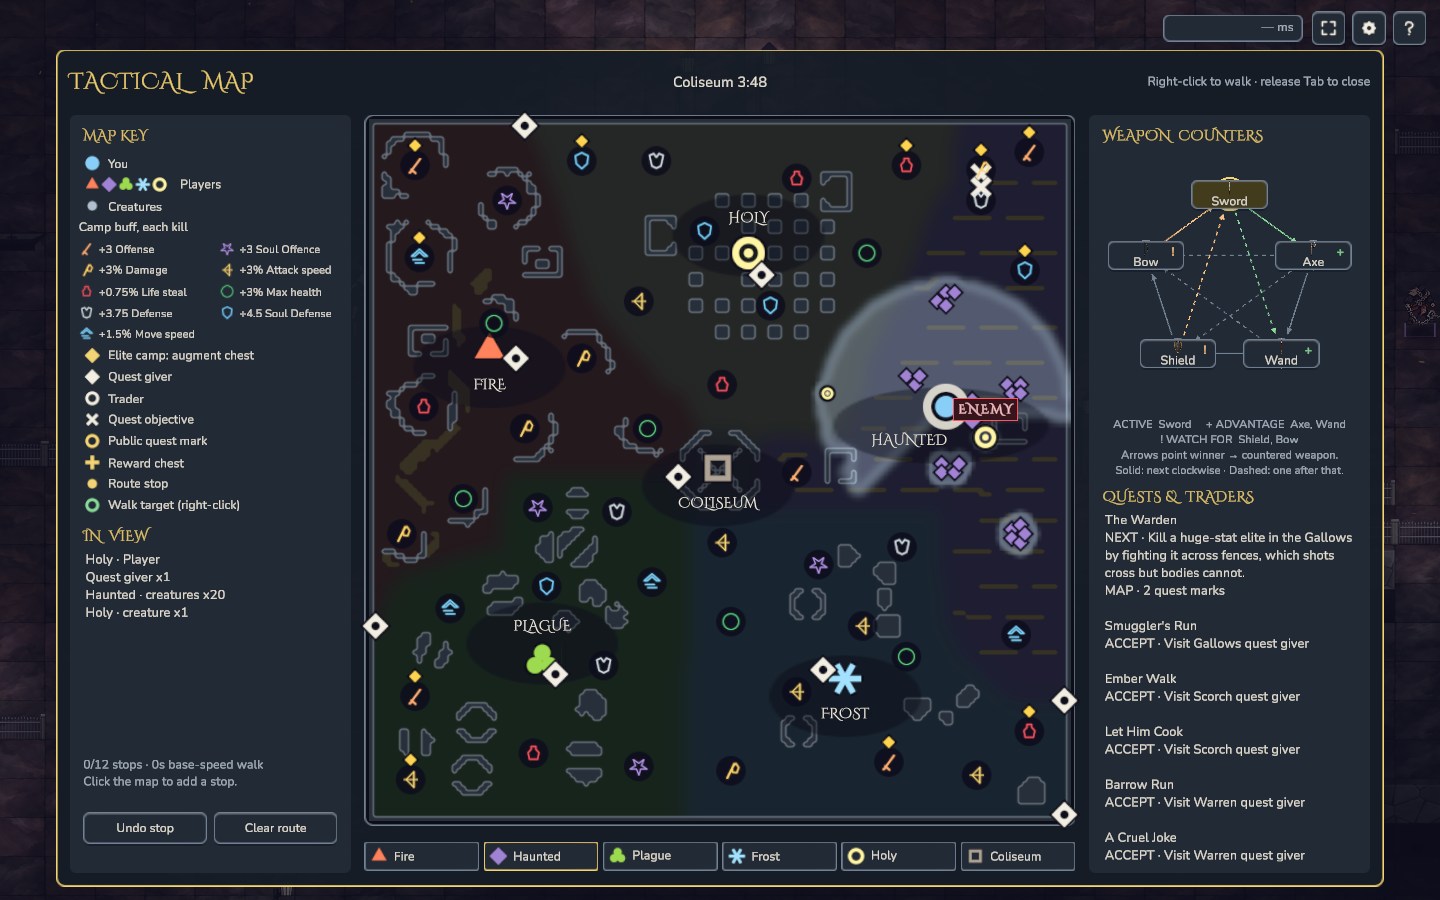 — ms
?
TACTICAL MAP
Coliseum 3:48
Right-click to walk · release Tab to close
MAP KEY
You
Players
Creatures
Camp buff, each kill
+3 Offense
+3 Soul Offence
+3% Damage
+3% Attack speed
+0.75% Life steal
+3% Max health
+3.75 Defense
+4.5 Soul Defense
+1.5% Move speed
Elite camp: augment chest
Quest giver
Trader
Quest objective
Public quest mark
Reward chest
Route stop
Walk target (right-click)
IN VIEW
Holy · Player
Quest giver x1
Haunted · creatures x20
Holy · creature x1
0/12 stops · 0s base-speed walk
Click the map to add a stop.
Undo stop
Clear route
HOLY
FIRE
ENEMY
HAUNTED
COLISEUM
PLAGUE
FROST
Fire
Haunted
Plague
Frost
Holy
Coliseum
WEAPON COUNTERS
Sword
Bow !
Axe +
Shield !
Wand +
ACTIVE Sword + ADVANTAGE Axe, Wand
! WATCH FOR Shield, Bow
Arrows point winner → countered weapon.
Solid: next clockwise · Dashed: one after that.
QUESTS & TRADERS
The Warden
NEXT · Kill a huge-stat elite in the Gallows
by fighting it across fences, which shots
cross but bodies cannot.
MAP · 2 quest marks
Smuggler's Run
ACCEPT · Visit Gallows quest giver
Ember Walk
ACCEPT · Visit Scorch quest giver
Let Him Cook
ACCEPT · Visit Scorch quest giver
Barrow Run
ACCEPT · Visit Warren quest giver
A Cruel Joke
ACCEPT · Visit Warren quest giver